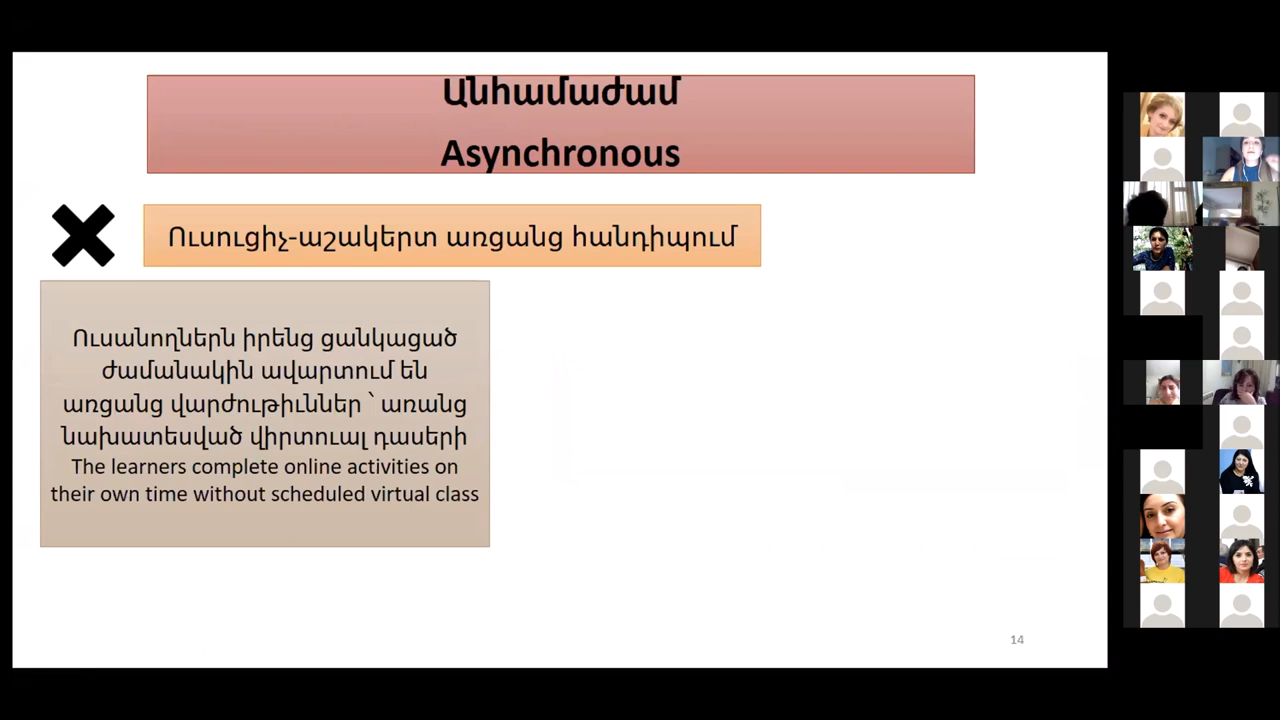 Անհամաժամ
Asynchronous
Ուսուցիչ-աշակերտ առցանց հանդիպում
Ուսանողներն իրենց ցանկացած
ժամանակին ավարտում են
առցանց վարժութիւններ ՝ առանց
նախատեսված վիրտուալ դասերի
The learners complete online activities on
their own time without scheduled virtual class
14